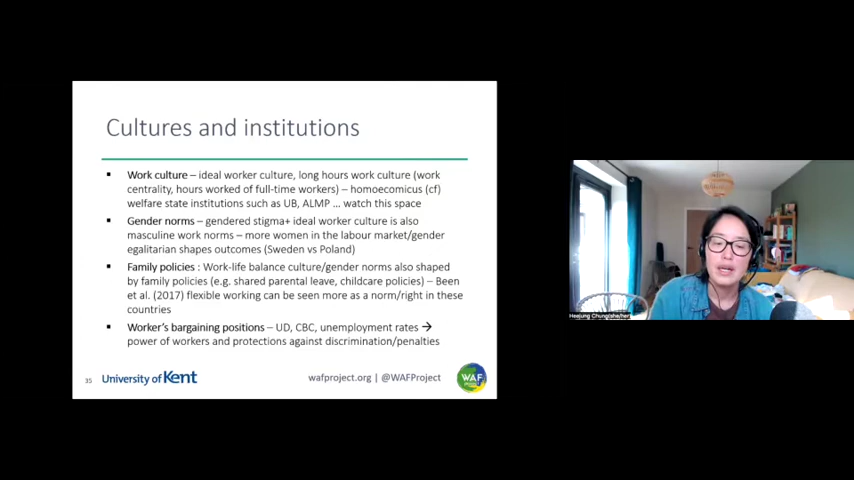 Cultures and institutions
▪ Work culture – ideal worker culture, long hours work culture (work
centrality, hours worked of full-time workers) – homoecomicus (cf)
welfare state institutions such as UB, ALMP … watch this space
▪ Gender norms – gendered stigma+ ideal worker culture is also
masculine work norms – more women in the labour market/gender
egalitarian shapes outcomes (Sweden vs Poland)
▪ Family policies : Work-life balance culture/gender norms also shaped
by family policies (e.g. shared parental leave, childcare policies) – Been
et al. (2017) flexible working can be seen more as a norm/right in these
countries
▪ Worker's bargaining positions – UD, CBC, unemployment rates →
power of workers and protections against discrimination/penalties
35 University of Kent wafproject.org | @WAFProject WAF
Heejung Chung(she/her)